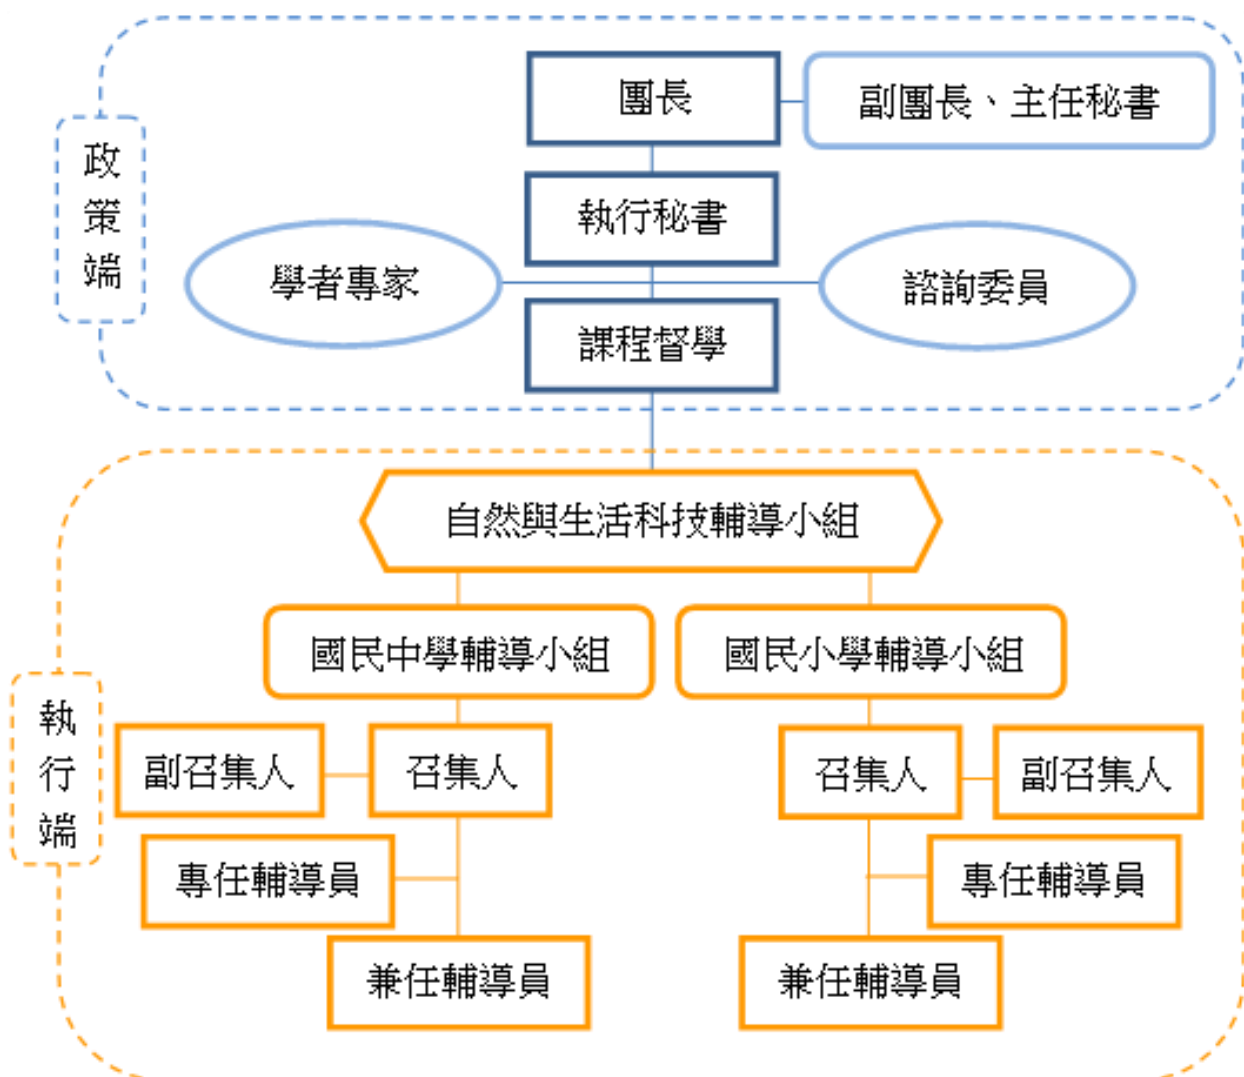 團長
副團長、主任秘書
政策端
執行秘書
學者專家
諮詢委員
課程督學
自然與生活科技輔導小組
國民中學輔導小組
國民小學輔導小組
執行端
副召集人
召集人
召集人
副召集人
專任輔導員
專任輔導員
兼任輔導員
兼任輔導員